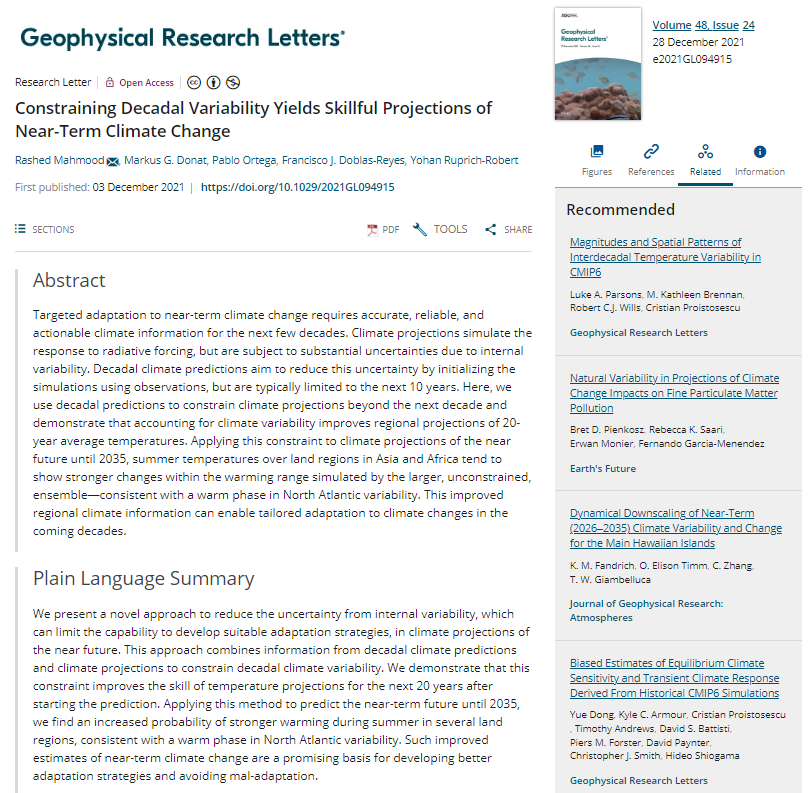 Geophysical Research Letters®
Research Letter
Open Access
Constraining Decadal Variability Yields Skillful Projections of
Near-Term Climate Change
Rashed Mahmood, Markus G. Donat, Pablo Ortega, Francisco J. Doblas-Reyes, Yohan Ruprich-Robert
First published: 03 December 2021 | https://doi.org/10.1029/2021GL094915
SECTIONS
PDF
TOOLS
SHARE
Abstract
Targeted adaptation to near-term climate change requires accurate, reliable, and
actionable climate information for the next few decades. Climate projections simulate the
response to radiative forcing, but are subject to substantial uncertainties due to internal
variability. Decadal climate predictions aim to reduce this uncertainty by initializing the
simulations using observations, but are typically limited to the next 10 years. Here, we
use decadal predictions to constrain climate projections beyond the next decade and
demonstrate that accounting for climate variability improves regional projections of 20-
year average temperatures. Applying this constraint to climate projections of the near
future until 2035, summer temperatures over land regions in Asia and Africa tend to
show stronger changes within the warming range simulated by the larger, unconstrained,
ensemble—consistent with a warm phase in North Atlantic variability. This improved
regional climate information can enable tailored adaptation to climate changes in the
coming decades.
Plain Language Summary
We present a novel approach to reduce the uncertainty from internal variability, which
can limit the capability to develop suitable adaptation strategies, in climate projections of
the near future. This approach combines information from decadal climate predictions
and climate projections to constrain decadal climate variability. We demonstrate that this
constraint improves the skill of temperature projections for the next 20 years after
starting the prediction. Applying this method to predict the near-term future until 2035,
we find an increased probability of stronger warming during summer in several land
regions, consistent with a warm phase in North Atlantic variability. Such improved
estimates of near-term climate change are a promising basis for developing better
adaptation strategies and avoiding mal-adaptation.
Geophysical
Research Letters®
Volume 48, Issue 24
28 December 2021
e2021GL094915
Figures
References
Related
Information
Recommended
Magnitudes and Spatial Patterns of
Interdecadal Temperature Variability in
CMIP6
Luke A. Parsons, M. Kathleen Brennan,
Robert C.J. Wills, Cristian Proistosescu
Geophysical Research Letters
Natural Variability in Projections of Climate
Change Impacts on Fine Particulate Matter
Pollution
Bret D. Pienkosz, Rebecca K. Saari,
Erwan Monier, Fernando Garcia-Menendez
Earth's Future
Dynamical Downscaling of Near-Term
(2026–2035) Climate Variability and Change
for the Main Hawaiian Islands
K. M. Fandrich, O. Elison Timm, C. Zhang,
T. W. Giambelluca
Journal of Geophysical Research:
Atmospheres
Biased Estimates of Equilibrium Climate
Sensitivity and Transient Climate Response
Derived From Historical CMIP6 Simulations
Yue Dong, Kyle C. Armour, Cristian Proistosescu
, Timothy Andrews, David S. Battisti,
Piers M. Forster, David Paynter,
Christopher J. Smith, Hideo Shiogama
Geophysical Research Letters